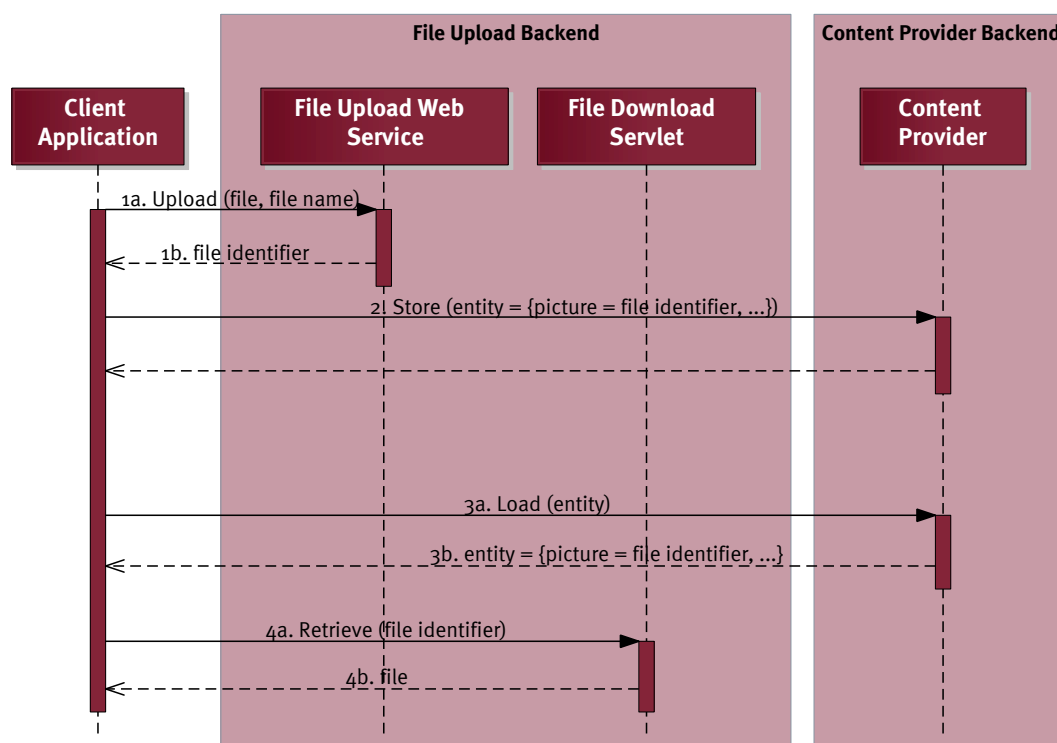 File Upload Backend
Content Provider Backend
Client
Application
File Upload Web
Service
File Download
Servlet
Content
Provider
1a. Upload (file, file name)
1b. file identifier
2. Store (entity = {picture = file identifier, ...})
3a. Load (entity)
3b. entity = {picture = file identifier, ...}
4a. Retrieve (file identifier)
4b. file